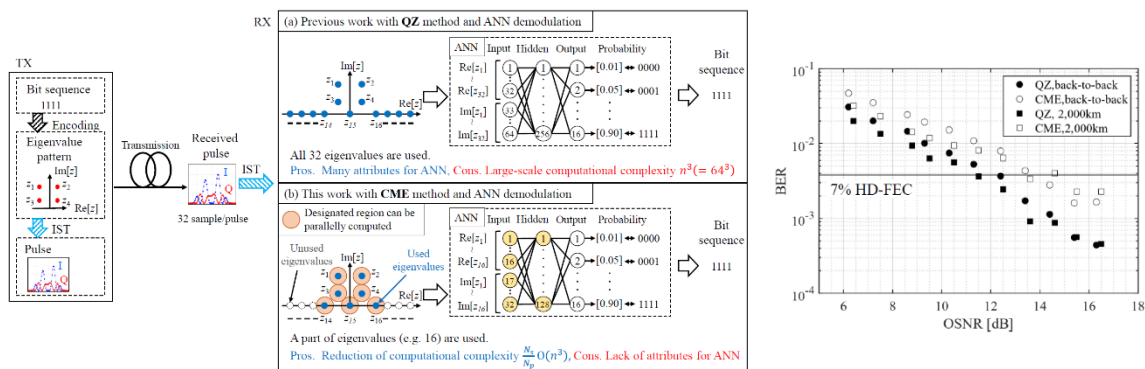 TX
Bit sequence
1111
Encoding
Eigenvalue
pattern
Im[z]
z1 z2
z3 z4
Re[z]
IST
Pulse
I
Q
Transmission
Received
pulse
I
Q
32 sample/pulse
IST
RX
(a) Previous work with QZ method and ANN demodulation
Im[z]
z1 z2
z3 z4
Re[z]
z14 z15 z16
ANN Input Hidden Output Probability
Re[z1] 1 1 1 [0.01] 0000
Re[z32] 32 2 [0.05] 0001
Im[z1] 33
Im[z32] 64 256 16 [0.90] 1111
Bit
sequence
1111
All 32 eigenvalues are used.
Pros. Many attributes for ANN, Cons. Large-scale computational complexity n³(= 64³)
(b) This work with CME method and ANN demodulation
Designated region can be
parallelly computed
Unused
eigenvalues
Used
eigenvalues
Im[z]
z1 z2
z3 z4
Re[z]
z14 z15 z16
ANN Input Hidden Output Probability
Re[z1] 1 1 1 [0.01] 0000
Re[z16] 16 2 [0.05] 0001
Im[z1] 17
Im[z16] 32 128 16 [0.90] 1111
Bit
sequence
1111
A part of eigenvalues (e.g. 16) are used.
Pros. Reduction of computational complexity Ns/Np O(n³), Cons. Lack of attributes for ANN
10⁻¹
10⁻²
10⁻³
10⁻⁴
BER
QZ,back-to-back
CME,back-to-back
QZ, 2,000km
CME,2,000km
7% HD-FEC
6 8 10 12 14 16 18
OSNR [dB]